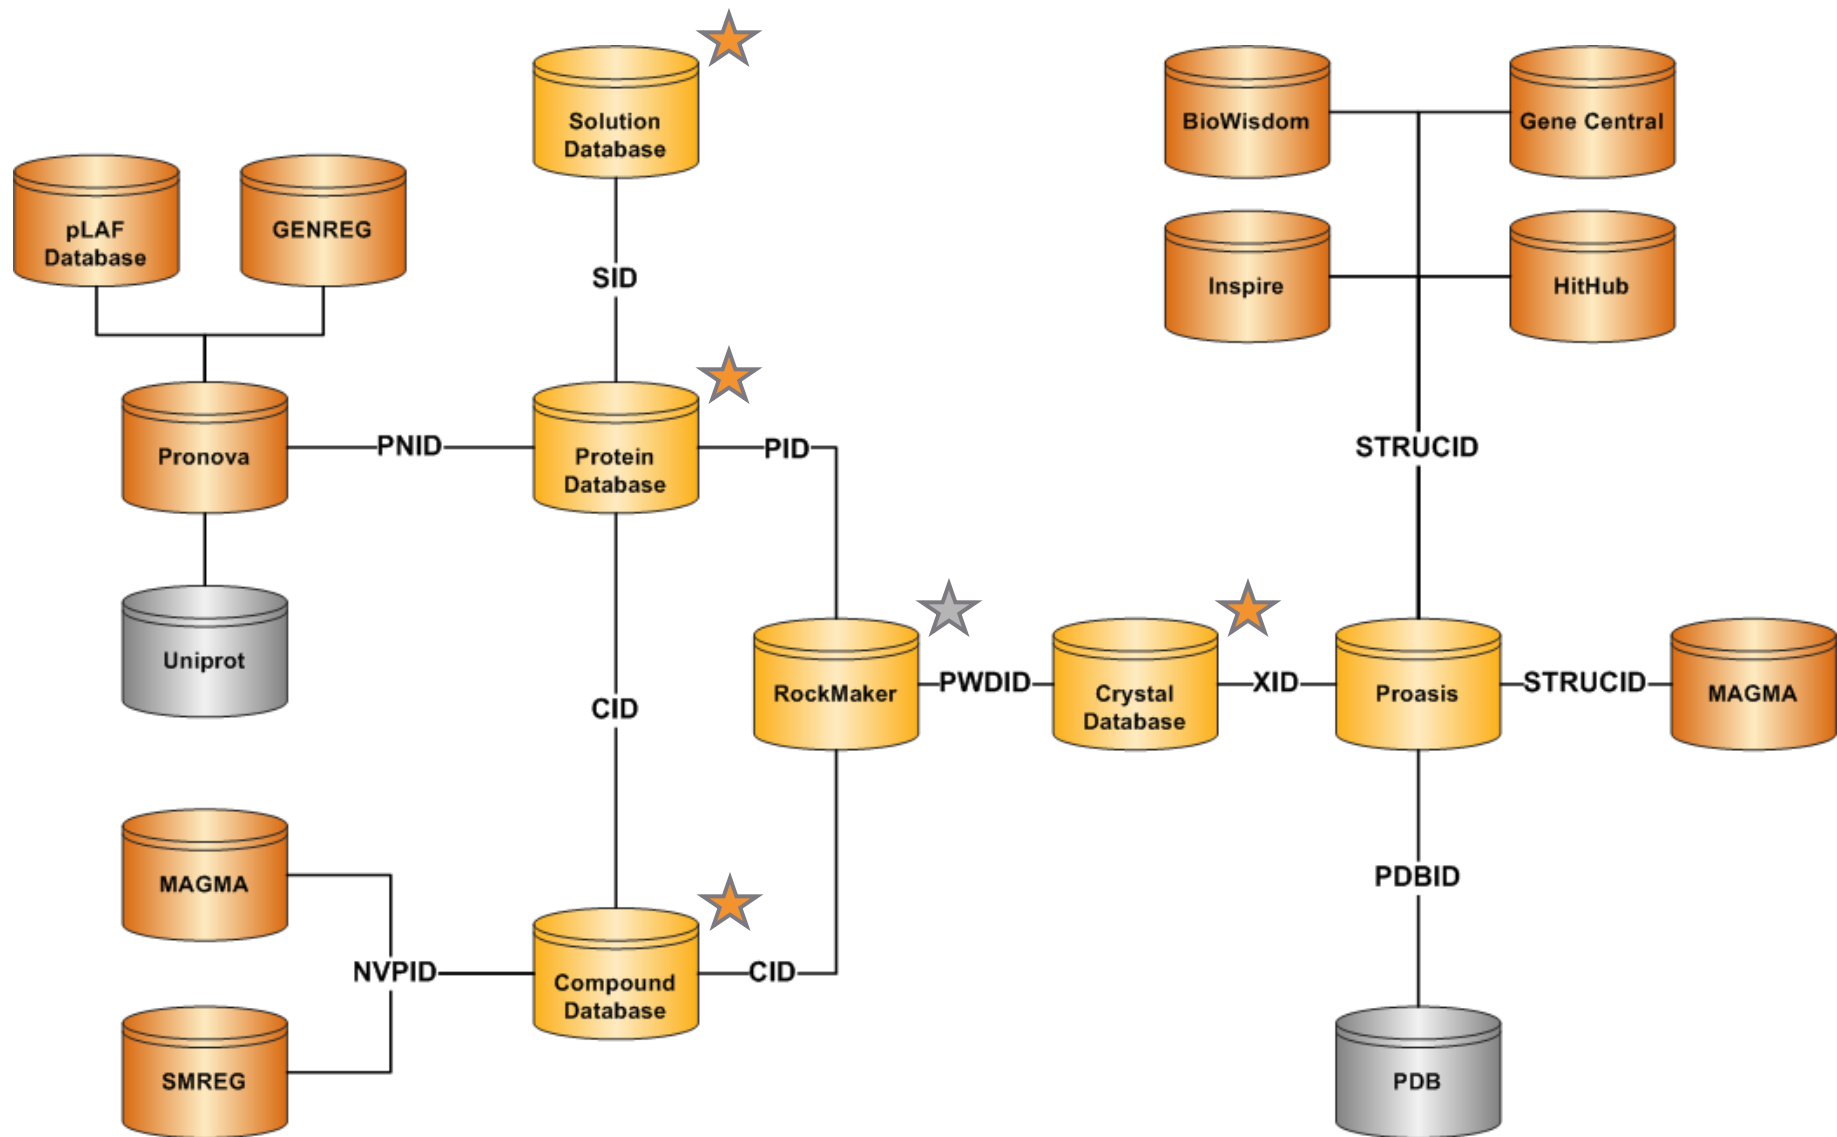 Solution
Database
BioWisdom
Gene Central
pLAF
Database
GENREG
SID
Inspire
HitHub
Pronova
PNID
Protein
Database
PID
STRUCID
Uniprot
CID
RockMaker
PWDID
Crystal
Database
XID
Proasis
STRUCID
MAGMA
MAGMA
PDBID
NVPID
Compound
Database
CID
SMREG
PDB